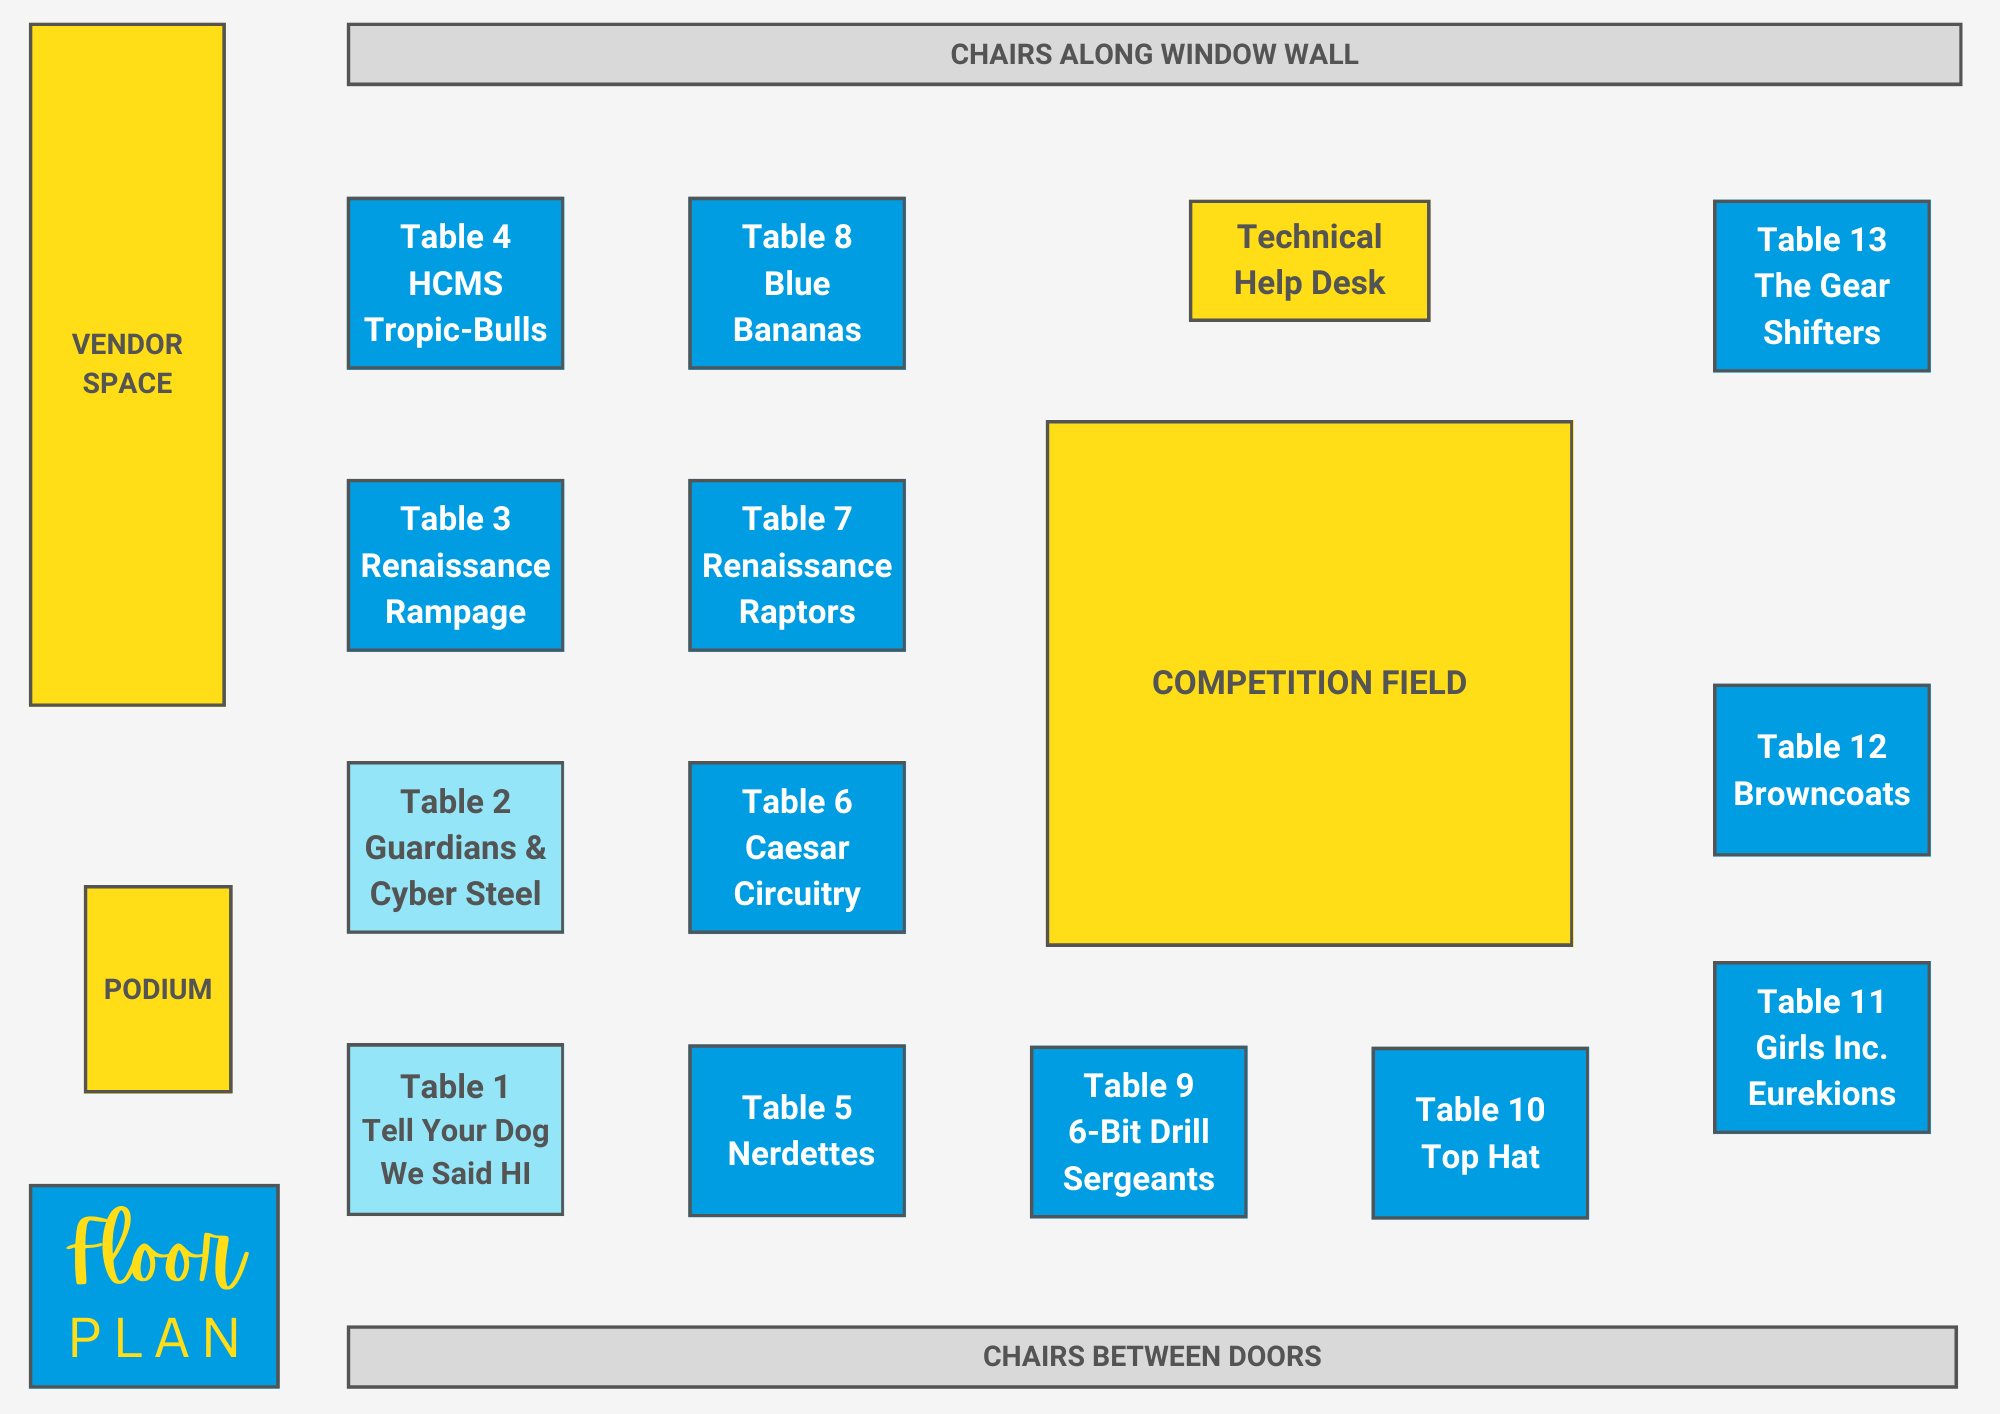 CHAIRS ALONG WINDOW WALL
VENDOR
SPACE
Table 4
HCMS
Tropic-Bulls
Table 8
Blue
Bananas
Technical
Help Desk
Table 13
The Gear
Shifters
Table 3
Renaissance
Rampage
Table 7
Renaissance
Raptors
COMPETITION FIELD
Table 12
Browncoats
Table 2
Guardians &
Cyber Steel
Table 6
Caesar
Circuitry
PODIUM
Table 11
Girls Inc.
Eurekions
Table 1
Tell Your Dog
We Said HI
Table 5
Nerdettes
Table 9
6-Bit Drill
Sergeants
Table 10
Top Hat
Floor
PLAN
CHAIRS BETWEEN DOORS